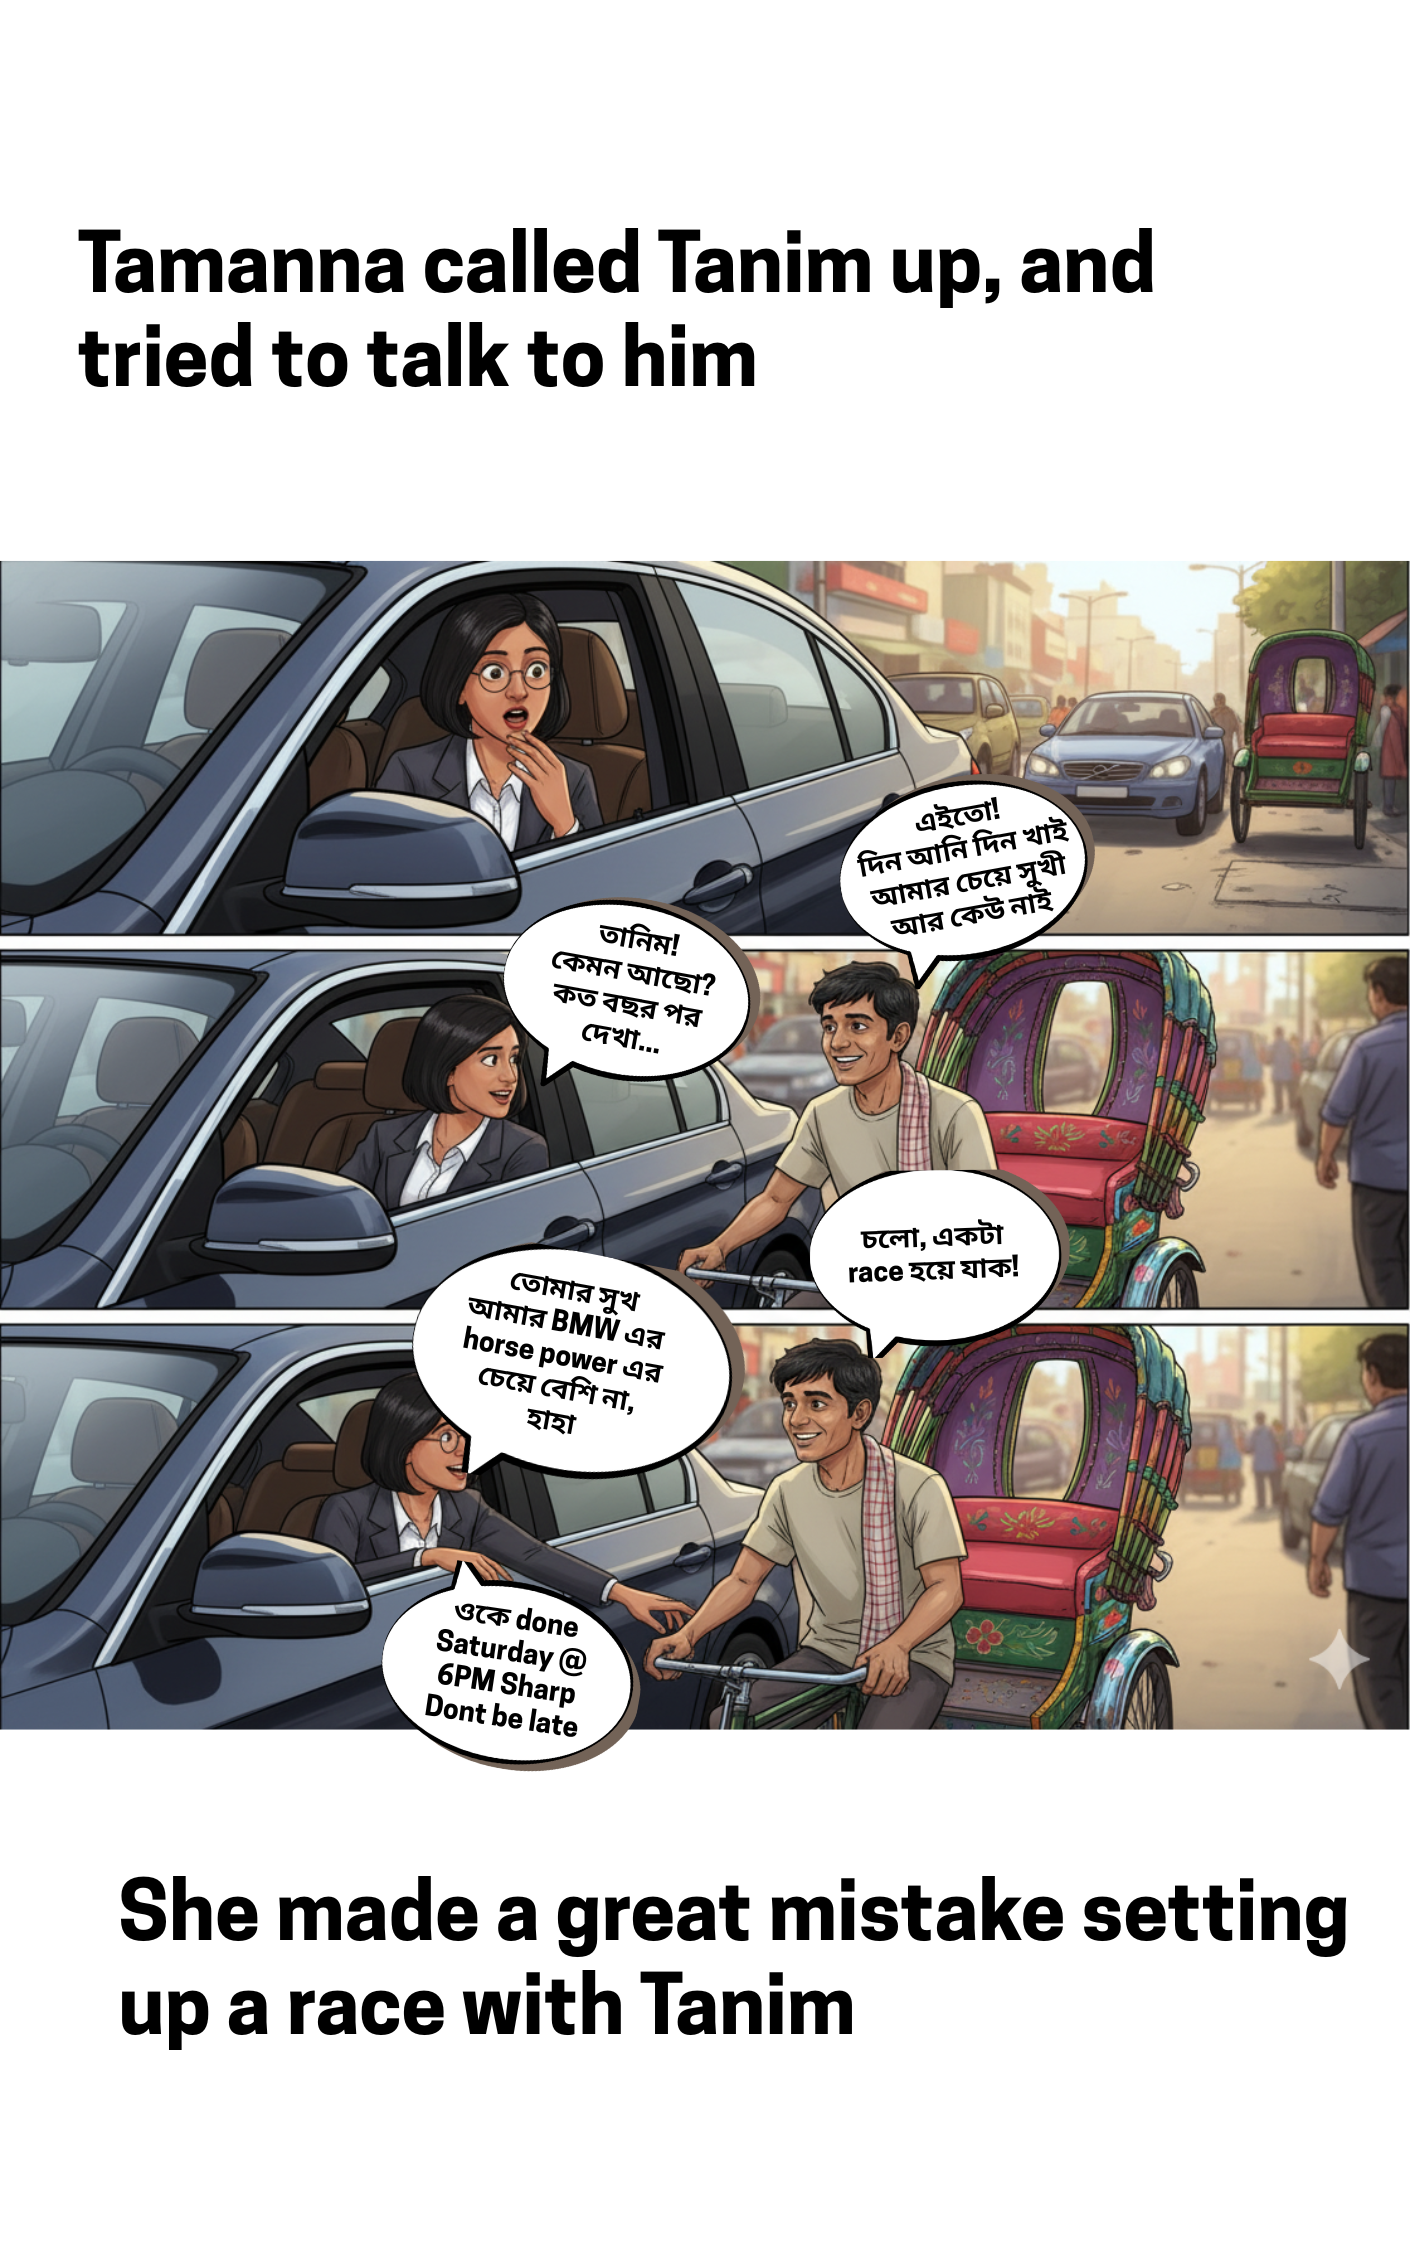 Tamanna called Tanim up, and
tried to talk to him
তানিম!
কেমন আছো?
কত বছর পর
দেখা...
এইতো!
দিন আনি দিন খাই
আমার চেয়ে সুখী
আর কেউ নাই
তোমার সুখ
আমার BMW এর
horse power এর
চেয়ে বেশি না,
হাহা
চলো, একটা
race হয়ে যাক!
ওকে done
Saturday @
6PM Sharp
Dont be late
She made a great mistake setting
up a race with Tanim